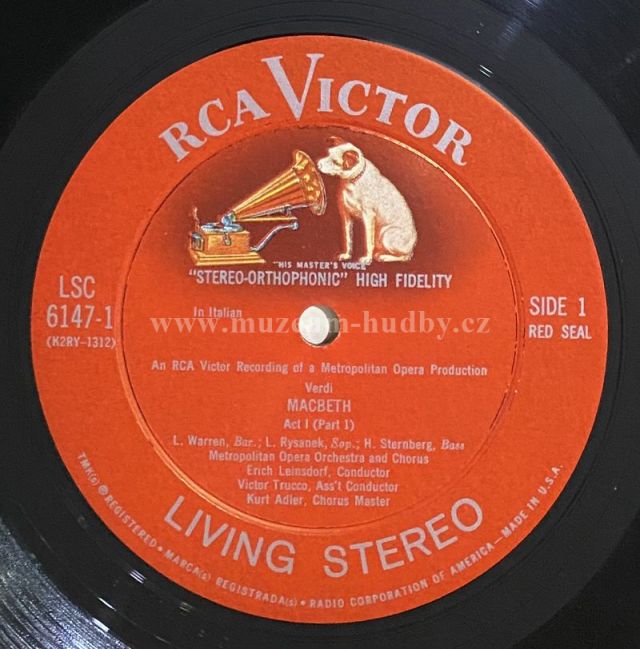 RCA VICTOR
"HIS MASTER'S VOICE"
"STEREO-ORTHOPHONIC" HIGH FIDELITY
LSC
6147-1
(K2RY-1312)
In Italian
SIDE 1
RED SEAL
www.muzeum-hudby.cz
An RCA Victor Recording of a Metropolitan Opera Production
Verdi
MACBETH
Act I (Part 1)
L. Warren, Bar.; L. Rysanek, Sop.; H. Sternberg, Bass
Metropolitan Opera Orchestra and Chorus
Erich Leinsdorf, Conductor
Victor Trucco, Ass't Conductor
Kurt Adler, Chorus Master
LIVING STEREO
TMK(s) ® REGISTERED • MARCA(s) REGISTRADA(s) • RADIO CORPORATION OF AMERICA—MADE IN U.S.A.